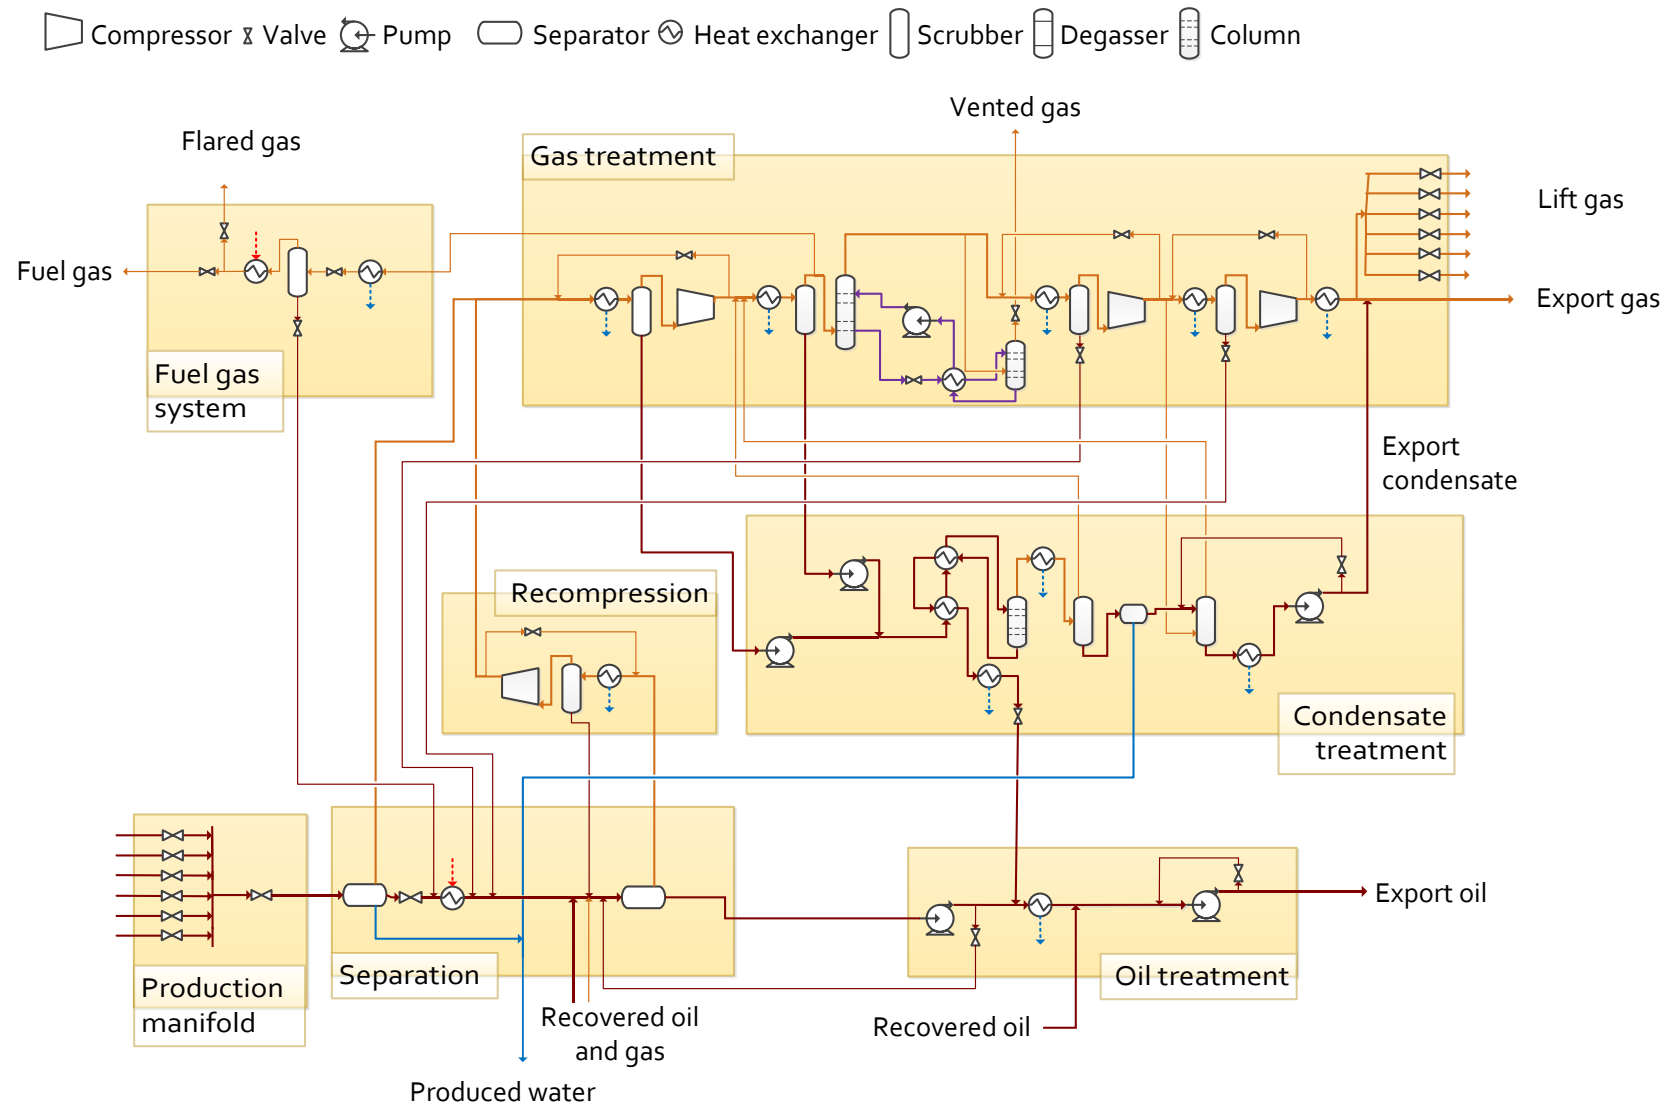 Compressor Valve Pump Separator Heat exchanger Scrubber Degasser Column
Vented gas
Flared gas
Gas treatment
Lift gas
Fuel gas
Export gas
Fuel gas
system
Export
condensate
Recompression
Condensate
treatment
Export oil
Separation
Oil treatment
Production
manifold
Recovered oil
and gas
Recovered oil
Produced water